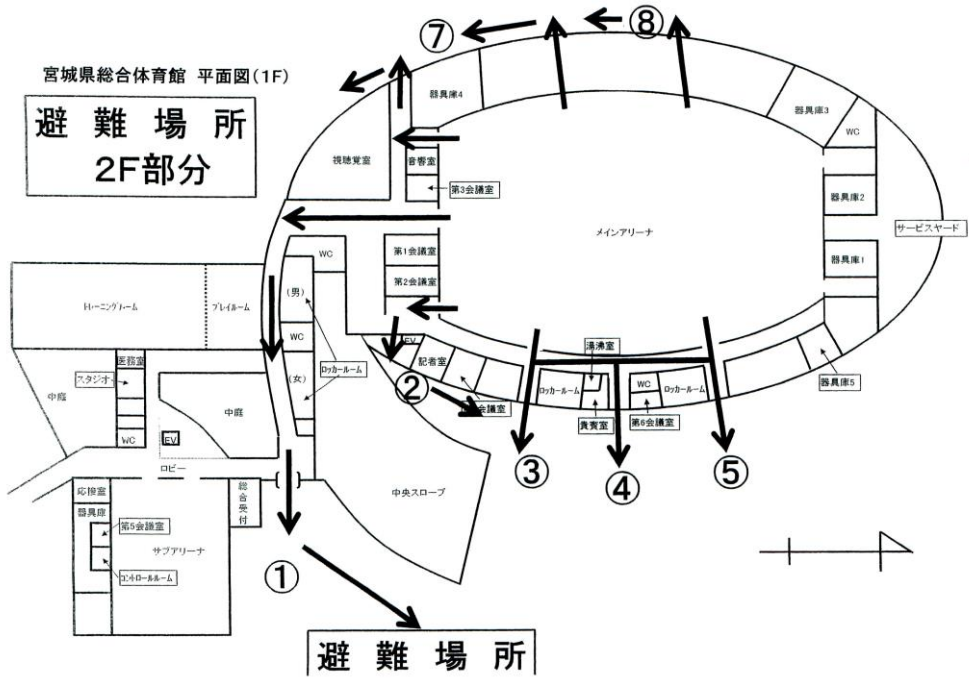 宮城県総合体育館 平面図(1F)
避難場所
2F部分
⑦
⑧
器具庫4
器具庫3
WC
視聴覚室
音響室
第3会議室
器具庫2
メインアリーナ
サービスヤード
WC
第1会議室
器具庫1
第2会議室
トレーニングルーム
プレイルーム
(男)
WC
ロッカールーム
(女)
EV
記者室
湯沸室
器具庫5
医務室
スタジオ
中庭
中庭
②
会議室
ロッカールーム
WC
ロッカールーム
貴賓室
第6会議室
WC
EV
ロビー
③
④
⑤
応接室
器具庫
総合受付
中央スロープ
第5会議室
サブアリーナ
コントロールルーム
①
避難場所